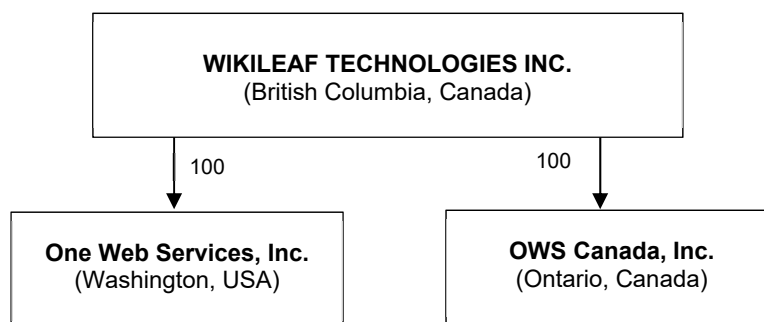 WIKILEAF TECHNOLOGIES INC.
(British Columbia, Canada)
100
100
One Web Services, Inc.
(Washington, USA)
OWS Canada, Inc.
(Ontario, Canada)